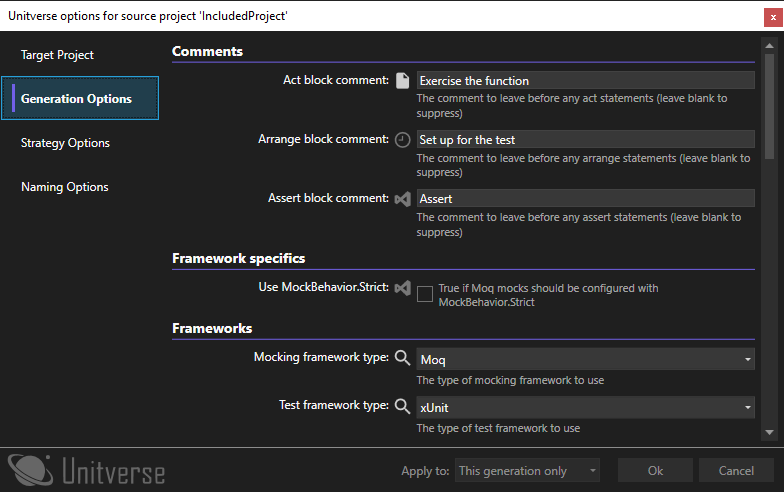 Unitverse options for source project 'IncludedProject'
Target Project
Generation Options
Strategy Options
Naming Options
Comments
Act block comment:
Exercise the function
The comment to leave before any act statements (leave blank to
suppress)
Arrange block comment:
Set up for the test
The comment to leave before any arrange statements (leave blank to
suppress)
Assert block comment:
Assert
The comment to leave before any assert statements (leave blank to
suppress)
Framework specifics
Use MockBehavior.Strict:
True if Moq mocks should be configured with
MockBehavior.Strict
Frameworks
Mocking framework type:
Moq
The type of mocking framework to use
Test framework type:
xUnit
The type of test framework to use
Unitverse
Apply to:
This generation only
Ok
Cancel